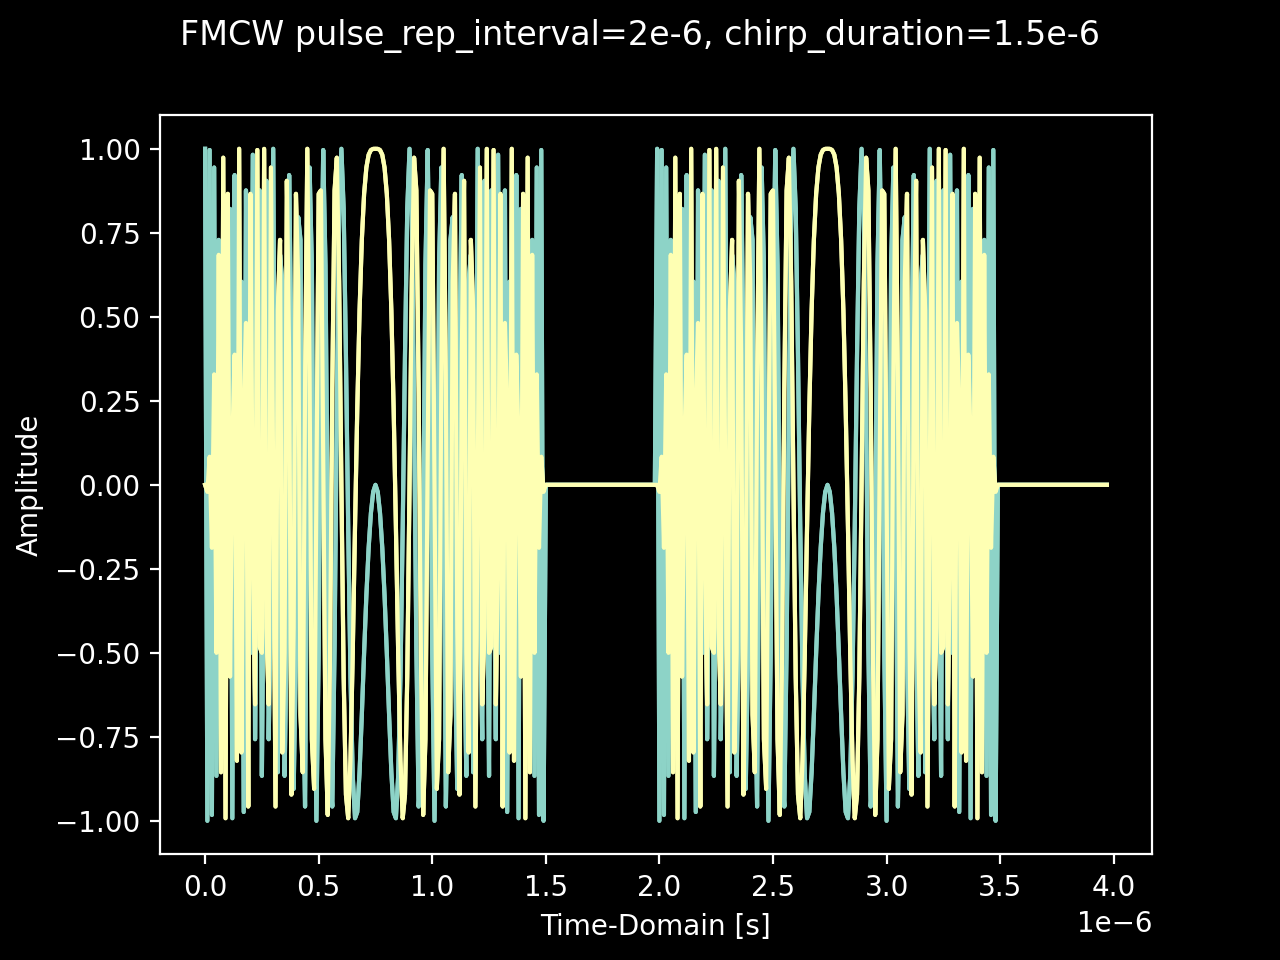 FMCW pulse_rep_interval=2e-6, chirp_duration=1.5e-6
1.00
0.75
0.50
0.25
0.00
−0.25
−0.50
−0.75
−1.00
Amplitude
0.0 0.5 1.0 1.5 2.0 2.5 3.0 3.5 4.0
Time-Domain [s]
1e−6